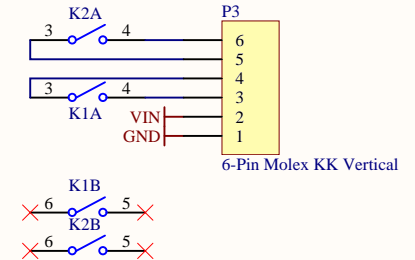 K2A
P3
3 4
6
5
4
3 4
3
K1A
VIN
2
GND
1
6-Pin Molex KK Vertical
K1B
6 5
K2B
6 5